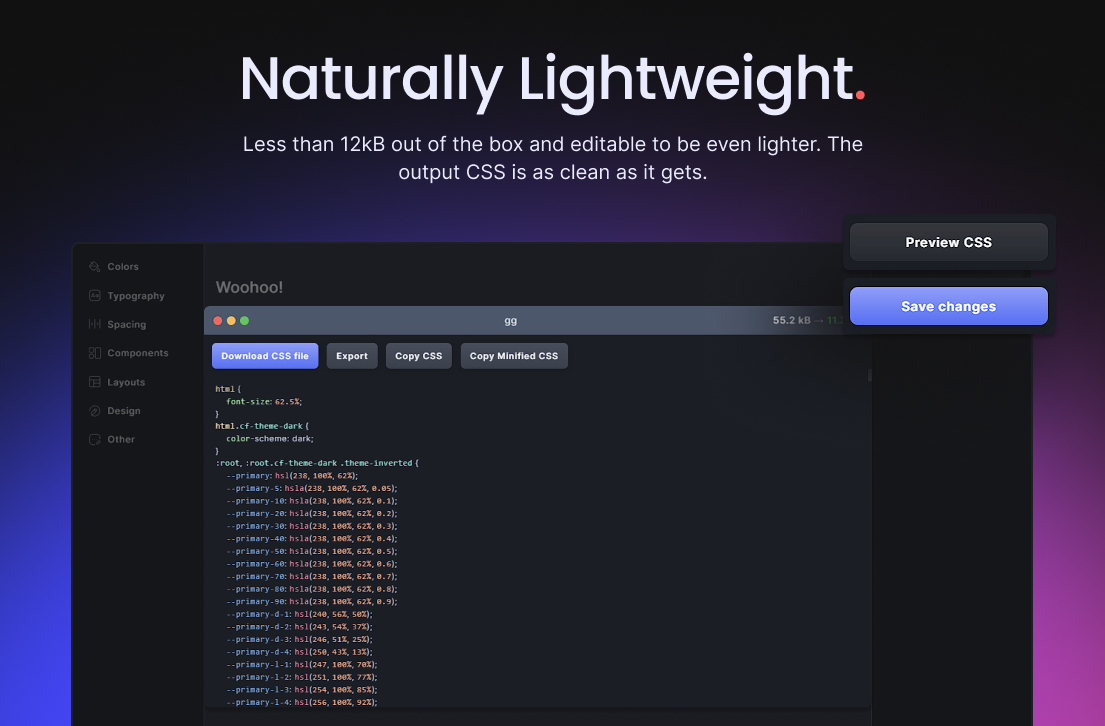 Naturally Lightweight.
Less than 12kB out of the box and editable to be even lighter. The
output CSS is as clean as it gets.
Preview CSS
Save changes
Colors
Typography
Spacing
Components
Layouts
Design
Other
Woohoo!
gg
55.2 kB →
Download CSS file
Export
Copy CSS
Copy Minified CSS
html {
font-size: 62.5%;
}
html.cf-theme-dark {
color-scheme: dark;
}
:root, :root.cf-theme-dark .theme-inverted {
--primary: hsl(238, 100%, 62%);
--primary-5: hsla(238, 100%, 62%, 0.05);
--primary-10: hsla(238, 100%, 62%, 0.1);
--primary-20: hsla(238, 100%, 62%, 0.2);
--primary-30: hsla(238, 100%, 62%, 0.3);
--primary-40: hsla(238, 100%, 62%, 0.4);
--primary-50: hsla(238, 100%, 62%, 0.5);
--primary-60: hsla(238, 100%, 62%, 0.6);
--primary-70: hsla(238, 100%, 62%, 0.7);
--primary-80: hsla(238, 100%, 62%, 0.8);
--primary-90: hsla(238, 100%, 62%, 0.9);
--primary-d-1: hsl(240, 56%, 50%);
--primary-d-2: hsl(243, 54%, 37%);
--primary-d-3: hsl(246, 51%, 25%);
--primary-d-4: hsl(250, 43%, 13%);
--primary-l-1: hsl(247, 100%, 70%);
--primary-l-2: hsl(251, 100%, 77%);
--primary-l-3: hsl(254, 100%, 85%);
--primary-l-4: hsl(256, 100%, 92%);